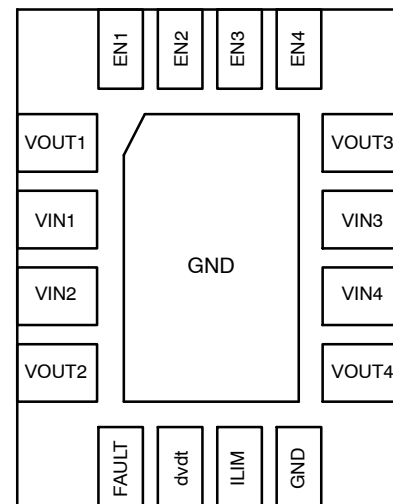 EN1
EN2
EN3
EN4
VOUT1
VOUT3
VIN1
VIN3
GND
VIN2
VIN4
VOUT2
VOUT4
FAULT
dvdt
ILIM
GND